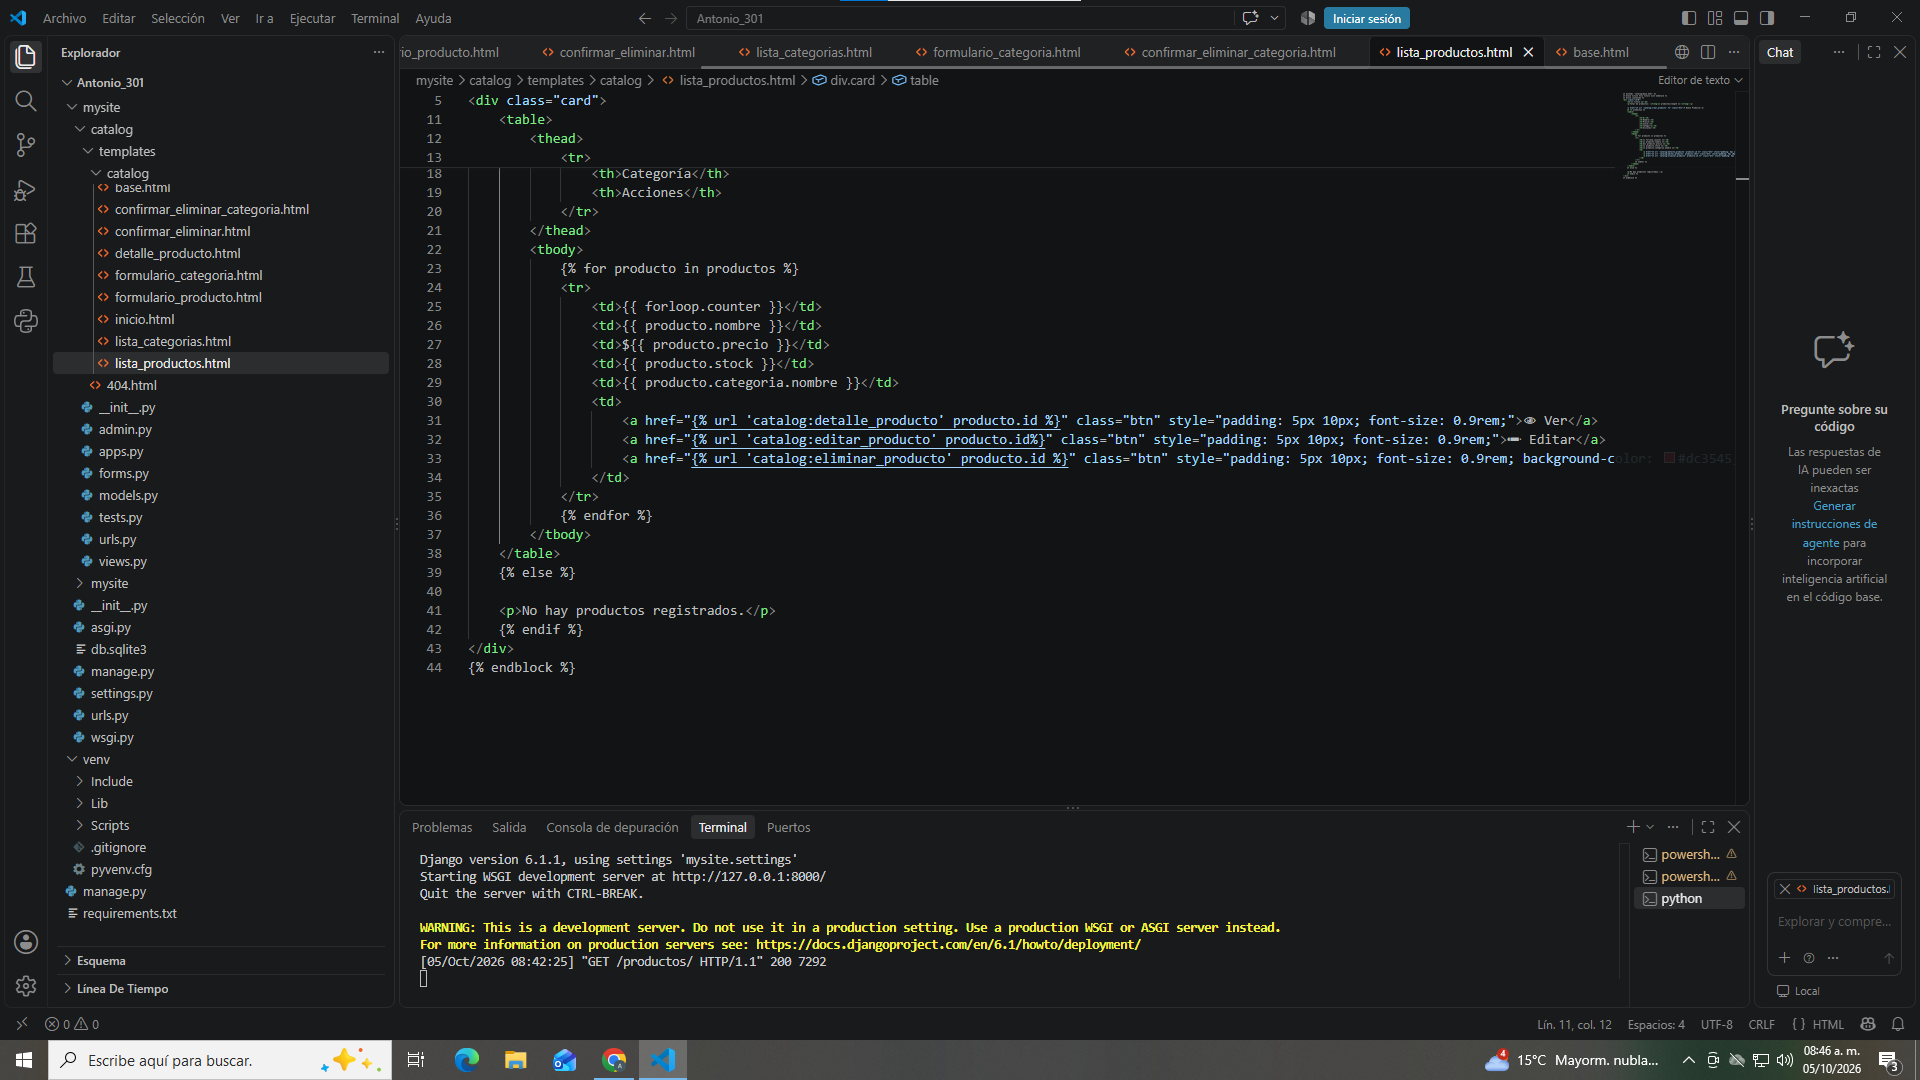 Archivo Editar Selección Ver Ir a Ejecutar Terminal Ayuda
Antonio_301
Iniciar sesión
Explorador
Antonio_301
mysite
catalog
templates
catalog
base.html
confirmar_eliminar_categoria.html
confirmar_eliminar.html
detalle_producto.html
formulario_categoria.html
formulario_producto.html
inicio.html
lista_categorias.html
lista_productos.html
404.html
__init__.py
admin.py
apps.py
forms.py
models.py
tests.py
urls.py
views.py
mysite
__init__.py
asgi.py
db.sqlite3
manage.py
settings.py
urls.py
wsgi.py
venv
Include
Lib
Scripts
.gitignore
pyvenv.cfg
manage.py
requirements.txt
Esquema
Línea De Tiempo
io_producto.html confirmar_eliminar.html lista_categorias.html formulario_categoria.html confirmar_eliminar_categoria.html lista_productos.html base.html
mysite > catalog > templates > catalog > lista_productos.html > div.card > table
Editor de texto
5 <div class="card">
11 <table>
12 <thead>
13 <tr>
18 <th>Categoría</th>
19 <th>Acciones</th>
20 </tr>
21 </thead>
22 <tbody>
23 {% for producto in productos %}
24 <tr>
25 <td>{{ forloop.counter }}</td>
26 <td>{{ producto.nombre }}</td>
27 <td>${{ producto.precio }}</td>
28 <td>{{ producto.stock }}</td>
29 <td>{{ producto.categoria.nombre }}</td>
30 <td>
31 <a href="{% url 'catalog:detalle_producto' producto.id %}" class="btn" style="padding: 5px 10px; font-size: 0.9rem;">👁 Ver</a>
32 <a href="{% url 'catalog:editar_producto' producto.id%}" class="btn" style="padding: 5px 10px; font-size: 0.9rem;">✏ Editar</a>
33 <a href="{% url 'catalog:eliminar_producto' producto.id %}" class="btn" style="padding: 5px 10px; font-size: 0.9rem; background-color: #dc3545
34 </td>
35 </tr>
36 {% endfor %}
37 </tbody>
38 </table>
39 {% else %}
40
41 <p>No hay productos registrados.</p>
42 {% endif %}
43 </div>
44 {% endblock %}
Problemas Salida Consola de depuración Terminal Puertos
Django version 6.1.1, using settings 'mysite.settings'
Starting WSGI development server at http://127.0.0.1:8000/
Quit the server with CTRL-BREAK.
WARNING: This is a development server. Do not use it in a production setting. Use a production WSGI or ASGI server instead.
For more information on production servers see: https://docs.djangoproject.com/en/6.1/howto/deployment/
[05/Oct/2026 08:42:25] "GET /productos/ HTTP/1.1" 200 7292
powersh...
powersh...
python
Chat
Pregunte sobre su
código
Las respuestas de
IA pueden ser
inexactas
Generar
instrucciones de
agente para
incorporar
inteligencia artificial
en el código base.
lista_productos.l
Explorar y compre...
Local
0 0
Lín. 11, col. 12 Espacios: 4 UTF-8 CRLF {} HTML
Escribe aquí para buscar.
4
15°C Mayorm. nubla...
08:46 a. m.
05/10/2026
3